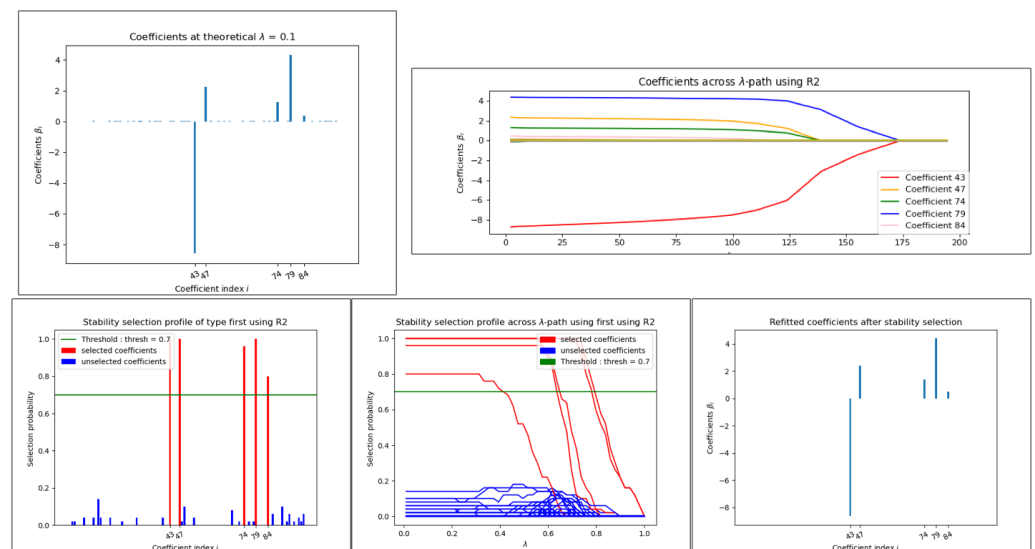 Coefficients at theoretical λ = 0.1
Coefficients βᵢ
4
2
0
−2
−4
−6
−8
43
47
74
79
84
Coefficient index i
Coefficients across λ-path using R2
Coefficients βᵢ
4
2
0
−2
−4
−6
−8
Coefficient 43
Coefficient 47
Coefficient 74
Coefficient 79
Coefficient 84
0
25
50
75
100
125
150
175
200
Stability selection profile of type first using R2
Selection probability
1.0
0.8
0.6
0.4
0.2
0.0
Threshold : thresh = 0.7
selected coefficients
unselected coefficients
43
47
74
79
84
Coefficient index i
Stability selection profile across λ-path using first using R2
Selection probability
1.0
0.8
0.6
0.4
0.2
0.0
selected coefficients
unselected coefficients
Threshold : thresh = 0.7
0.0
0.2
0.4
0.6
0.8
1.0
λ
Refitted coefficients after stability selection
Coefficients βᵢ
4
2
0
−2
−4
−6
−8
43
47
74
79
84
Coefficient index i